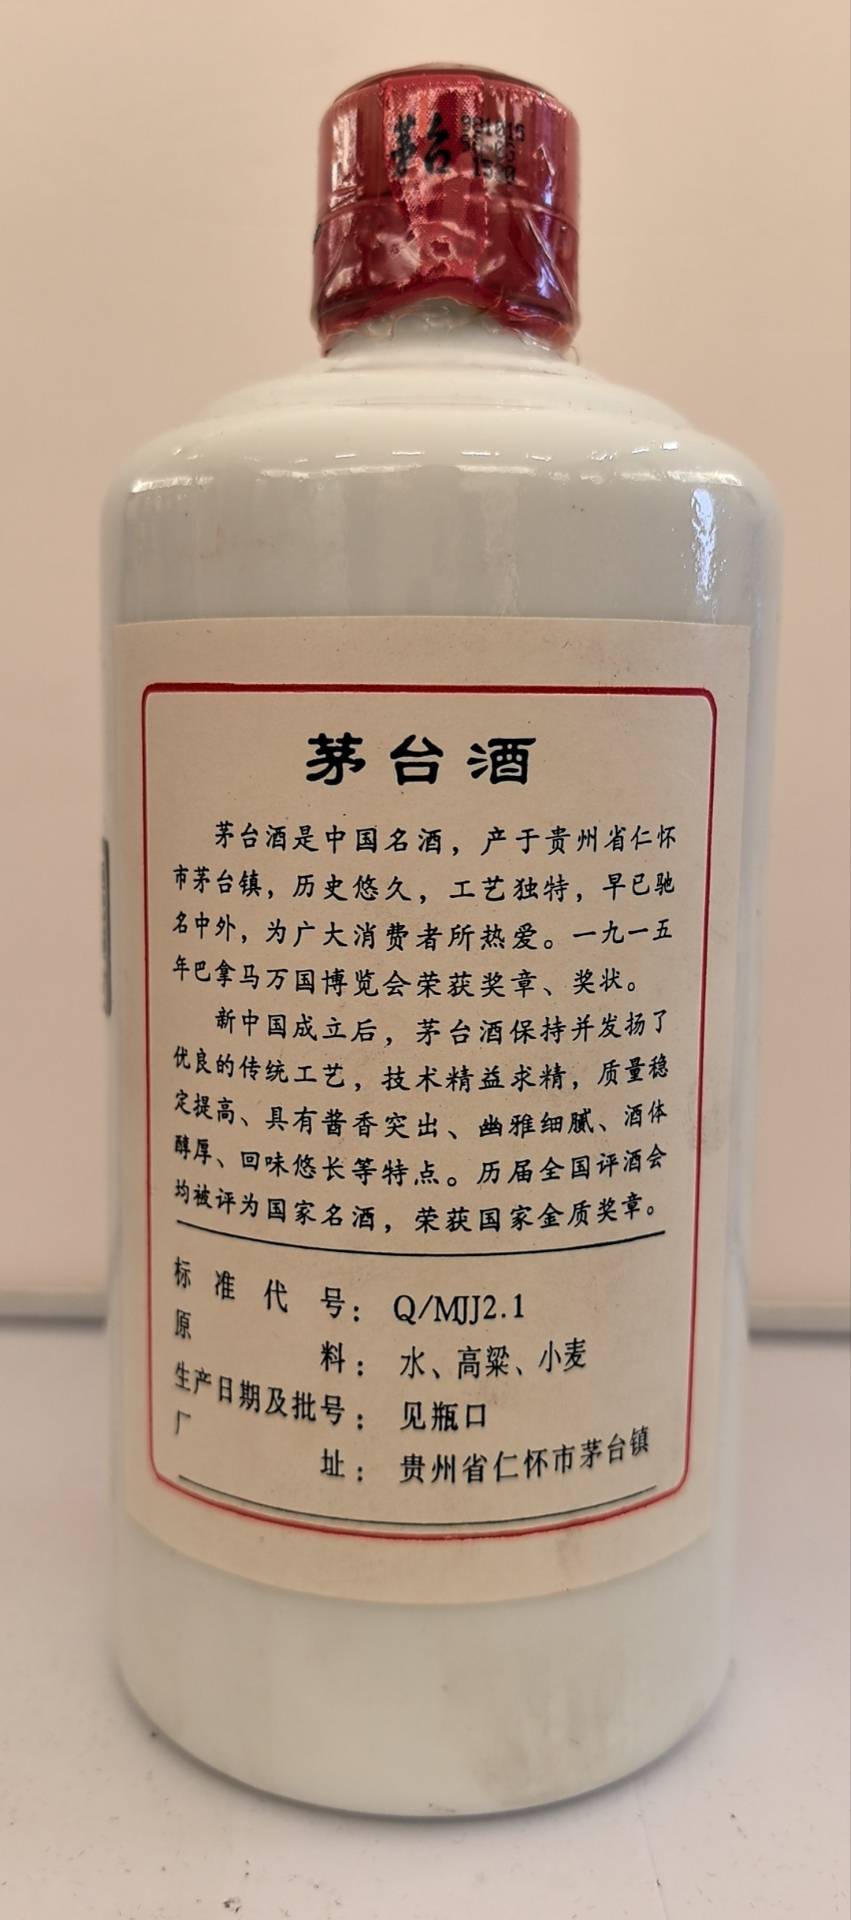 茅台
茅台酒
茅台酒是中国名酒，产于贵州省仁怀
市茅台镇，历史悠久，工艺独特，早已驰
名中外，为广大消费者所热爱。一九一五
年巴拿马万国博览会荣获奖章、奖状。
新中国成立后，茅台酒保持并发扬了
优良的传统工艺，技术精益求精，质量稳
定提高、具有酱香突出、幽雅细腻、酒体
醇厚、回味悠长等特点。历届全国评酒会
均被评为国家名酒，荣获国家金质奖章。
标准代号：Q/MJJ2.1
原料：水、高粱、小麦
生产日期及批号：见瓶口
厂址：贵州省仁怀市茅台镇